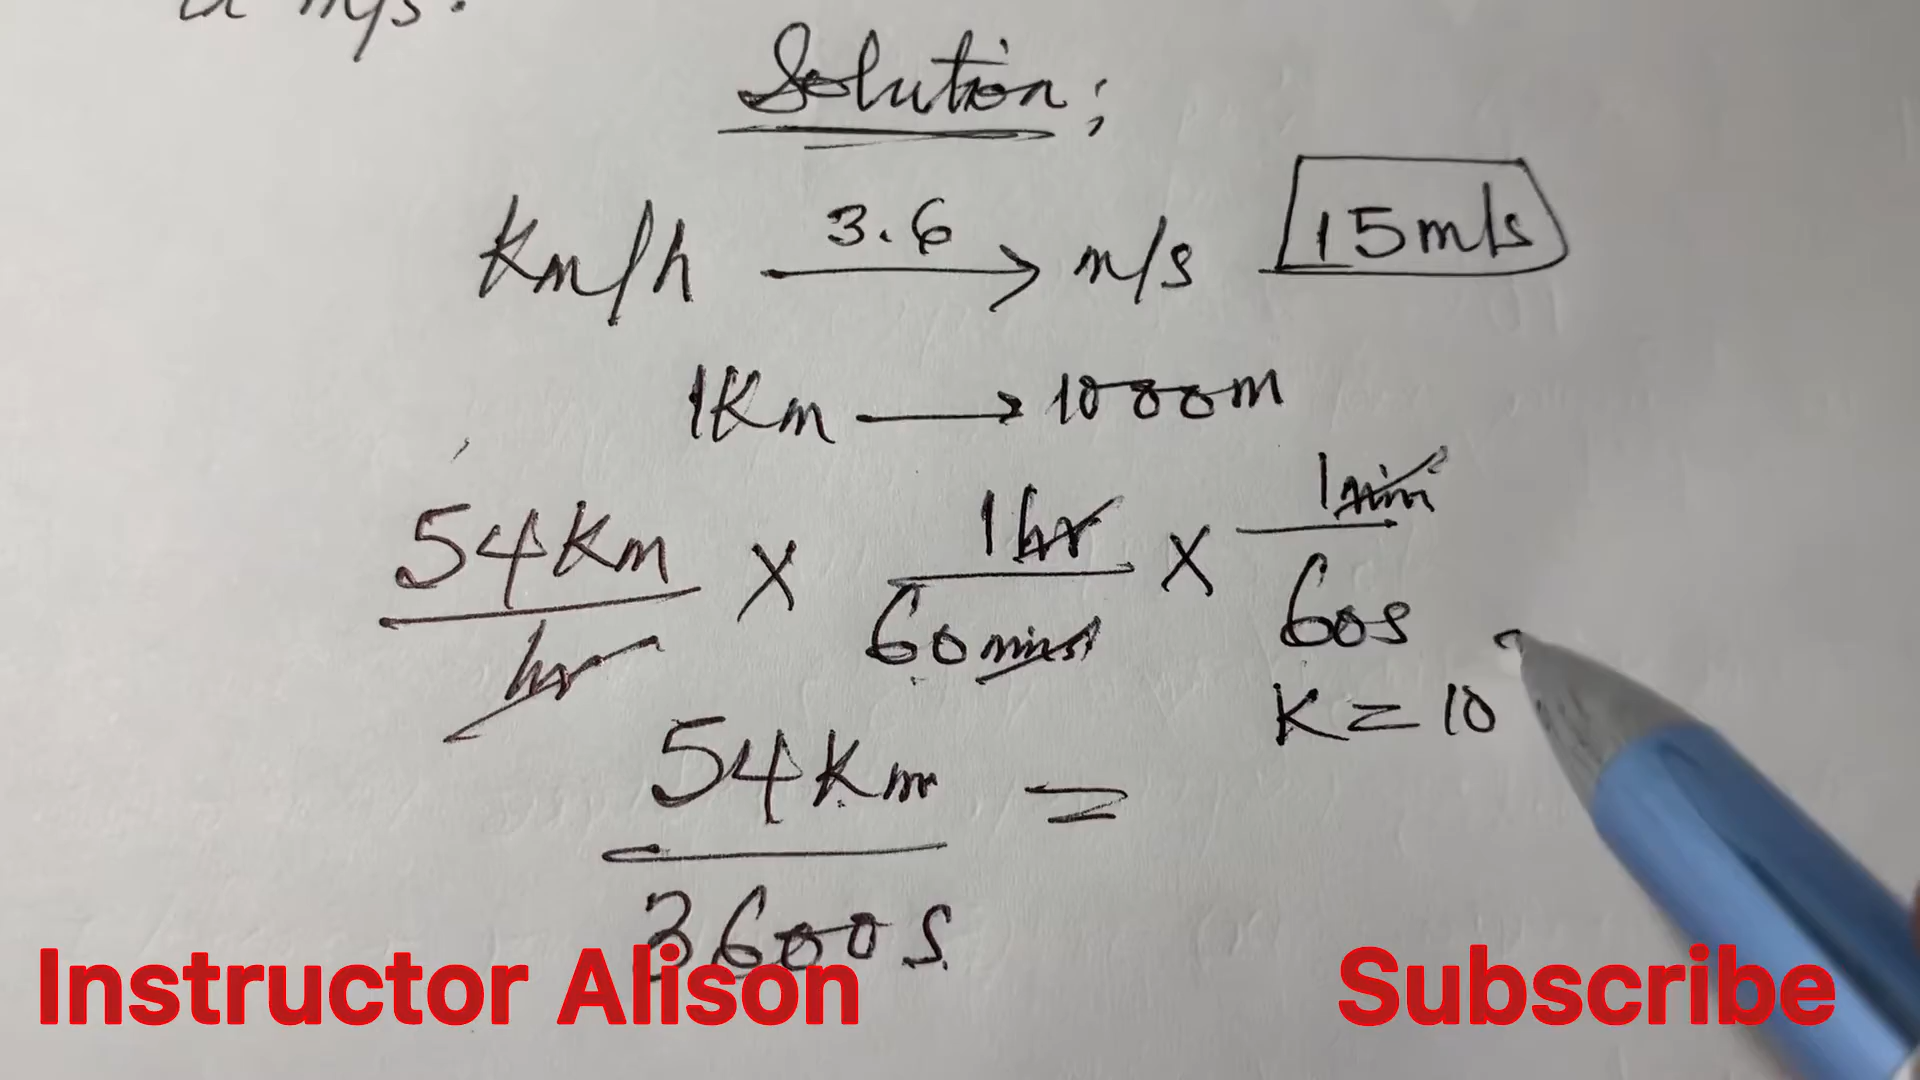 m/s.
Solution;
Km/h 3.6 → m/s 15m/s
1Km → 1000m
54Km/hr X 1hr/60mins X 1min/60s
K = 10
54Km/3600s =
Instructor Alison
Subscribe